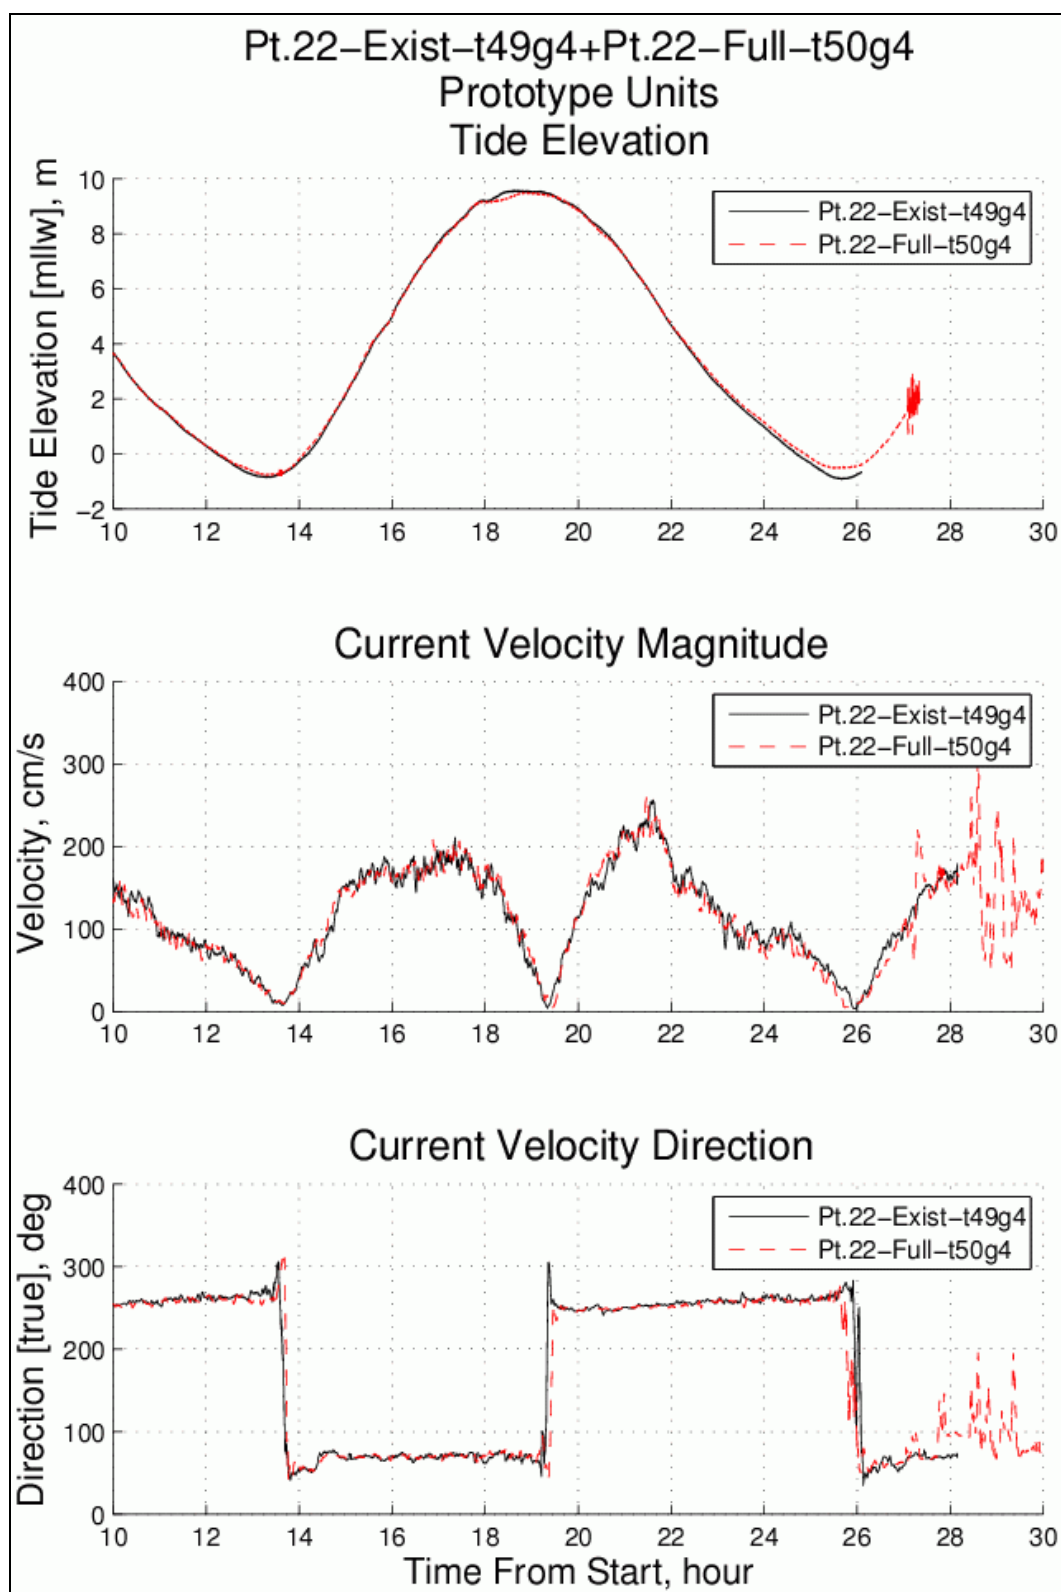 Pt.22−Exist−t49g4+Pt.22−Full−t50g4
Prototype Units
Tide Elevation
Tide Elevation [mllw], m
10
8
6
4
2
0
−2
Pt.22−Exist−t49g4
Pt.22−Full−t50g4
10 12 14 16 18 20 22 24 26 28 30
Current Velocity Magnitude
Velocity, cm/s
400
300
200
100
0
Pt.22−Exist−t49g4
Pt.22−Full−t50g4
10 12 14 16 18 20 22 24 26 28 30
Current Velocity Direction
Direction [true], deg
400
300
200
100
0
Pt.22−Exist−t49g4
Pt.22−Full−t50g4
10 12 14 16 18 20 22 24 26 28 30
Time From Start, hour